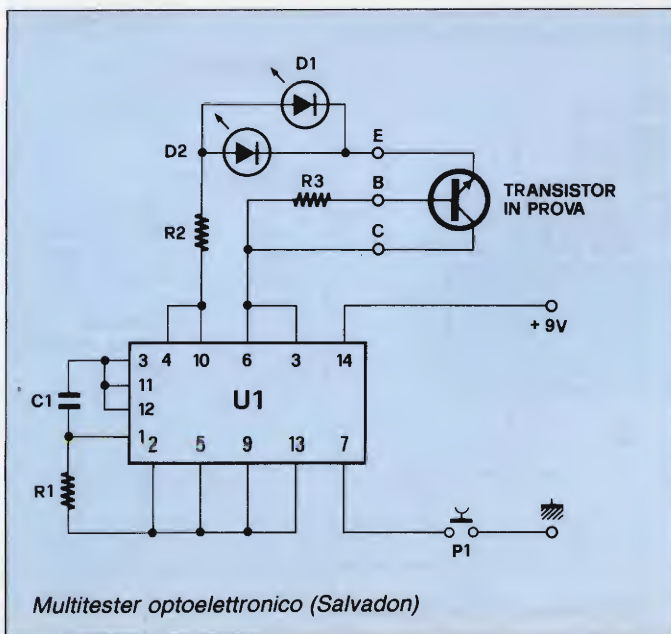 D1
D2
E
R3
B
TRANSISTOR
IN PROVA
R2
C
+ 9V
3 4 10 6 3 14
C1
11
12
U1
1
2 5 9 13 7
R1
P1
Multitester optoelettronico (Salvadon)